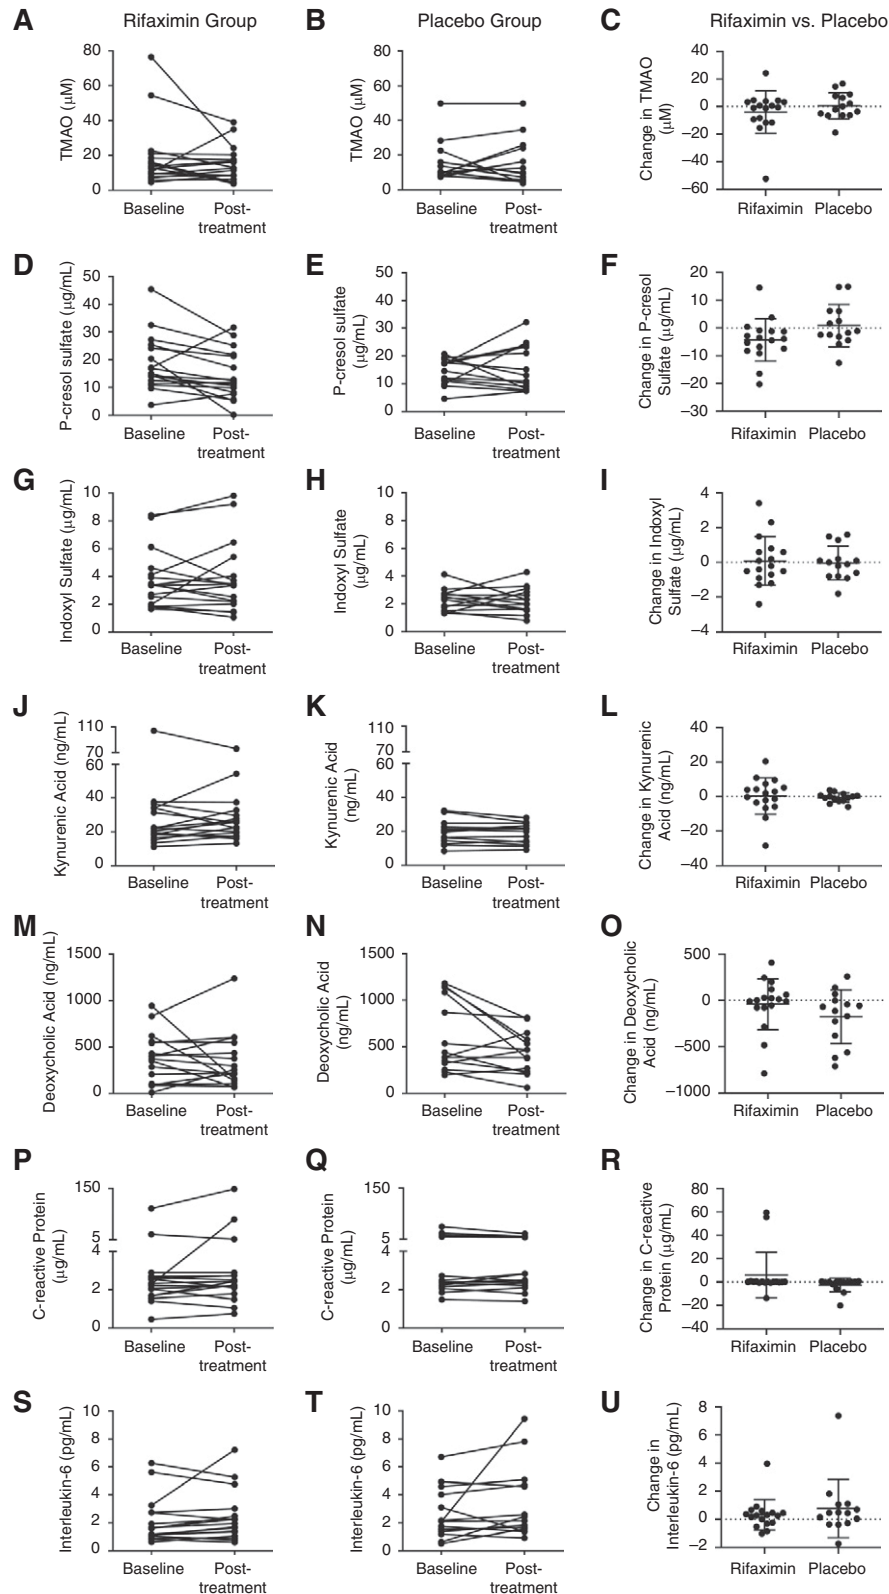 A Rifaximin Group B Placebo Group C Rifaximin vs. Placebo
TMAO (μM)
80
60
40
20
0
Baseline Post-
treatment
TMAO (μM)
80
60
40
20
0
Baseline Post-
treatment
Change in TMAO
(μM)
40
20
0
–20
–40
–60
Rifaximin Placebo
D
P-cresol sulfate (μg/mL)
50
40
30
20
10
0
Baseline Post-
treatment
E
P-cresol sulfate
(μg/mL)
50
40
30
20
10
0
Baseline Post-
treatment
F
Change in P-cresol
Sulfate (μg/mL)
20
10
0
–10
–20
–30
Rifaximin Placebo
G
Indoxyl Sulfate (μg/mL)
10
8
6
4
2
0
Baseline Post-
treatment
H
Indoxyl Sulfate
(μg/mL)
10
8
6
4
2
0
Baseline Post-
treatment
I
Change in Indoxyl
Sulfate (μg/mL)
4
2
0
–2
–4
Rifaximin Placebo
J
Kynurenic Acid (ng/mL)
110
70
60
40
20
0
Baseline Post-
treatment
K
Kynurenic Acid
(ng/mL)
110
70
60
40
20
0
Baseline Post-
treatment
L
Change in Kynurenic
Acid (ng/mL)
40
20
0
–20
–40
Rifaximin Placebo
M
Deoxycholic Acid (ng/mL)
1500
1000
500
0
Baseline Post-
treatment
N
Deoxycholic Acid
(ng/mL)
1500
1000
500
0
Baseline Post-
treatment
O
Change in Deoxycholic
Acid (ng/mL)
500
0
–500
–1000
Rifaximin Placebo
P
C-reactive Protein
(μg/mL)
150
5
4
2
0
Baseline Post-
treatment
Q
C-reactive Protein
(μg/mL)
150
5
4
2
0
Baseline Post-
treatment
R
Change in C-reactive
Protein (μg/mL)
80
60
40
20
0
–20
–40
Rifaximin Placebo
S
Interleukin-6 (pg/mL)
10
8
6
4
2
0
Baseline Post-
treatment
T
Interleukin-6 (pg/mL)
10
8
6
4
2
0
Baseline Post-
treatment
U
Change in
Interleukin-6 (pg/mL)
8
6
4
2
0
–2
Rifaximin Placebo